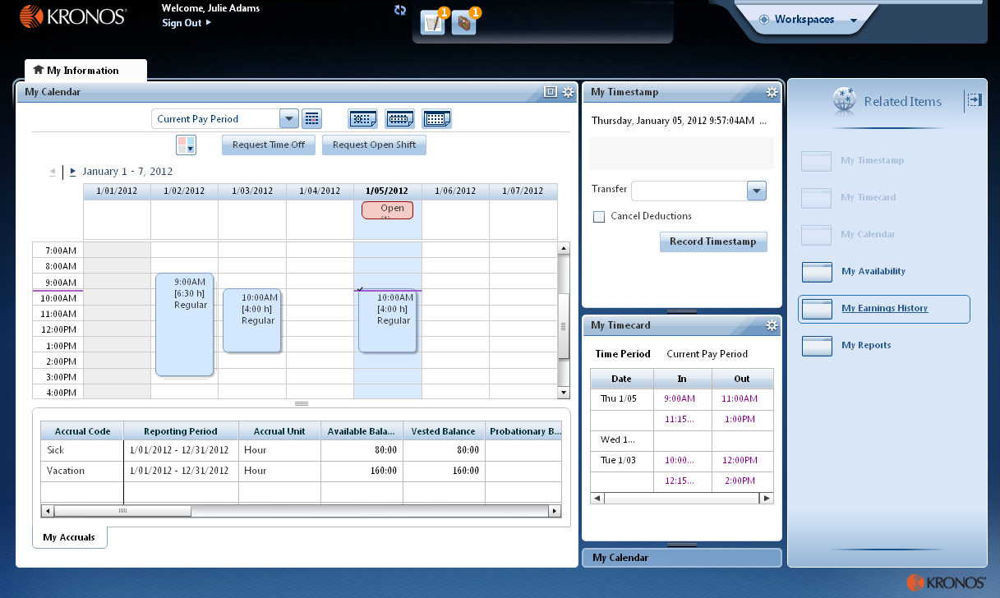 KRONOS
Welcome, Julie Adams
Sign Out
1
1
Workspaces
My Information
My Calendar
Current Pay Period
Request Time Off
Request Open Shift
January 1 - 7, 2012
1/01/2012 1/02/2012 1/03/2012 1/04/2012 1/05/2012 1/06/2012 1/07/2012
Open
7:00AM
8:00AM
9:00AM
10:00AM
11:00AM
12:00PM
1:00PM
2:00PM
3:00PM
4:00PM
9:00AM
[6:30 h]
Regular
10:00AM
[4:00 h]
Regular
10:00AM
[4:00 h]
Regular
Accrual Code Reporting Period Accrual Unit Available Bala... Vested Balance Probationary B...
Sick 1/01/2012 - 12/31/2012 Hour 80:00 80:00
Vacation 1/01/2012 - 12/31/2012 Hour 160:00 160:00
My Accruals
My Timestamp
Thursday, January 05, 2012 9:57:04AM ...
Transfer
Cancel Deductions
Record Timestamp
My Timecard
Time Period Current Pay Period
Date In Out
Thu 1/05 9:00AM 11:00AM
11:15... 1:00PM
Wed 1...
Tue 1/03 10:00... 12:00PM
12:15... 2:00PM
My Calendar
Related Items
My Timestamp
My Timecard
My Calendar
My Availability
My Earnings History
My Reports
KRONOS